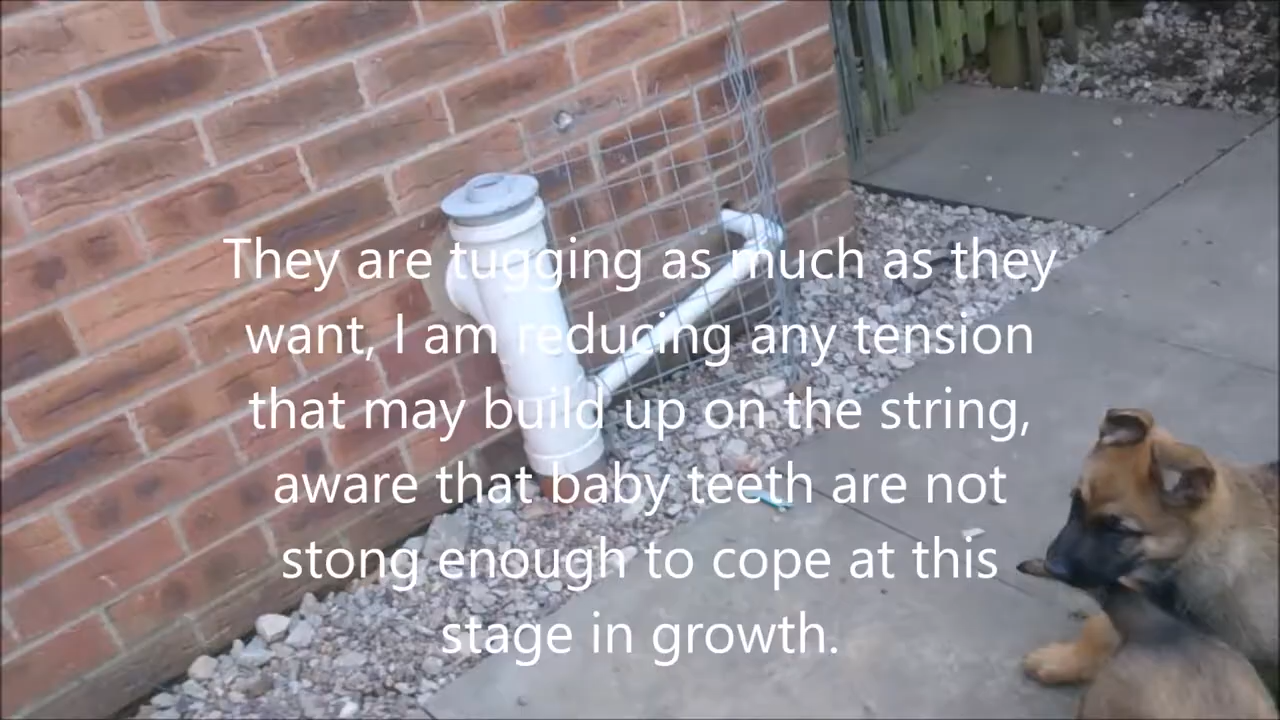 They are tugging as much as they
want, I am reducing any tension
that may build up on the string,
aware that baby teeth are not
stong enough to cope at this
stage in growth.